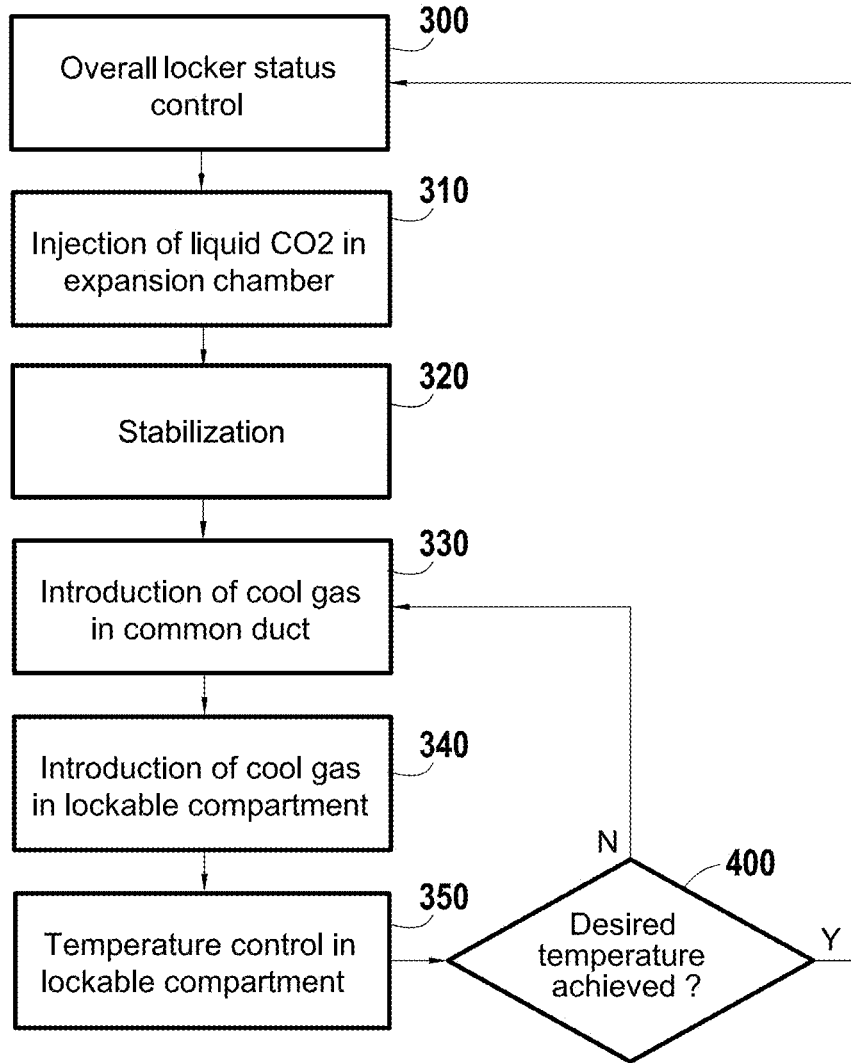 300
Overall locker status
control
310
Injection of liquid CO2 in
expansion chamber
320
Stabilization
330
Introduction of cool gas
in common duct
340
Introduction of cool gas
in lockable compartment
350
Temperature control in
lockable compartment
N
400
Desired
temperature
achieved ?
Y